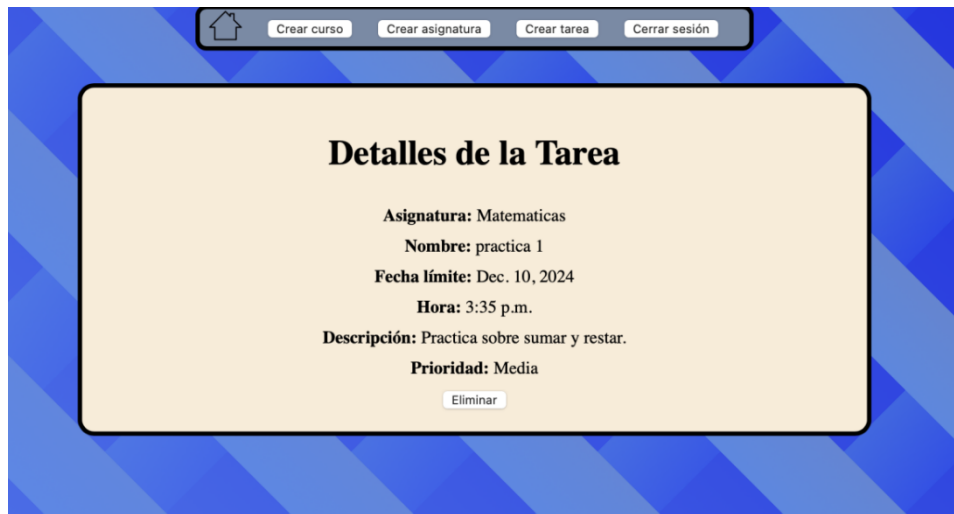 Crear curso Crear asignatura Crear tarea Cerrar sesión
Detalles de la Tarea
Asignatura: Matematicas
Nombre: practica 1
Fecha límite: Dec. 10, 2024
Hora: 3:35 p.m.
Descripción: Practica sobre sumar y restar.
Prioridad: Media
Eliminar